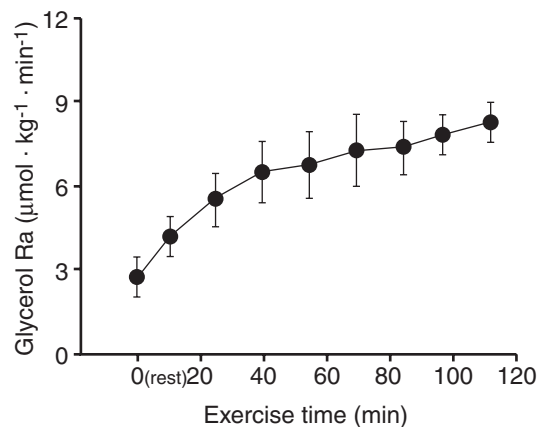 Glycerol Ra (μmol · kg-1 · min-1)
12
9
6
3
0
0(rest) 20 40 60 80 100 120
Exercise time (min)